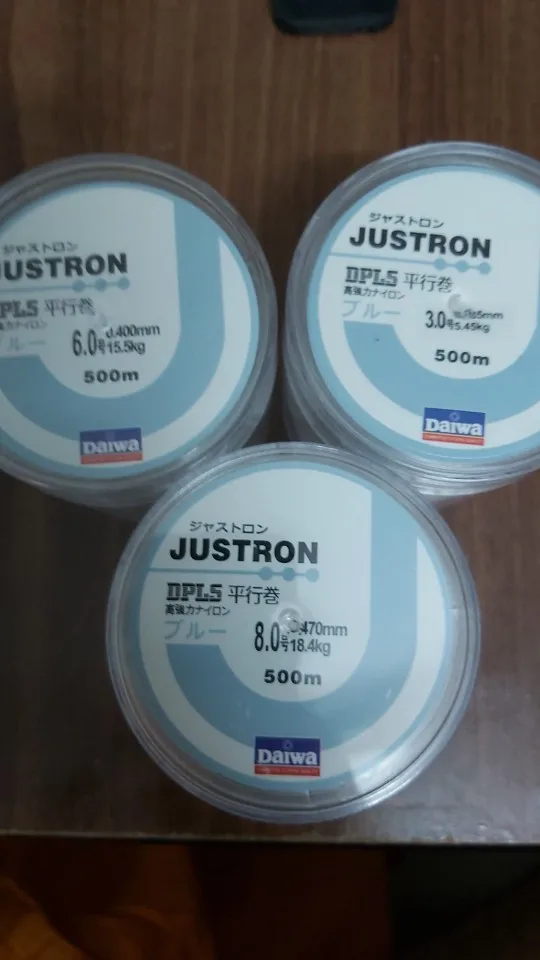 ジャストロン
JUSTRON
DPLS 平行巻
高強力ナイロン
ブルー
6.0号
0.400mm
15.5kg
500m
Daiwa
ジャストロン
JUSTRON
DPLS 平行巻
高強力ナイロン
ブルー
3.0号
5.45kg
500m
Daiwa
ジャストロン
JUSTRON
DPLS 平行巻
高強力ナイロン
ブルー
8.0号
0.470mm
18.4kg
500m
Daiwa